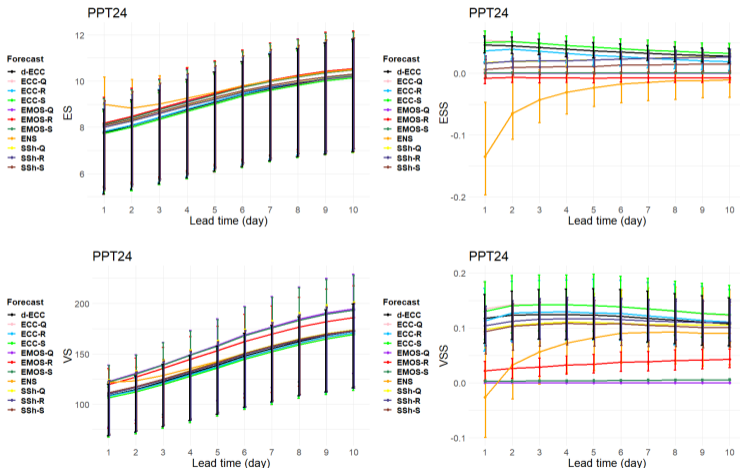 PPT24
Forecast
d-ECC
ECC-Q
ECC-R
ECC-S
EMOS-Q
EMOS-R
EMOS-S
ENS
SSh-Q
SSh-R
SSh-S
ES
12
10
8
6
1 2 3 4 5 6 7 8 9 10
Lead time (day)
PPT24
Forecast
d-ECC
ECC-Q
ECC-R
ECC-S
EMOS-Q
EMOS-R
EMOS-S
ENS
SSh-Q
SSh-R
SSh-S
ESS
0.0
-0.1
-0.2
1 2 3 4 5 6 7 8 9 10
Lead time (day)
PPT24
Forecast
d-ECC
ECC-Q
ECC-R
ECC-S
EMOS-Q
EMOS-R
EMOS-S
ENS
SSh-Q
SSh-R
SSh-S
VS
200
150
100
1 2 3 4 5 6 7 8 9 10
Lead time (day)
PPT24
Forecast
d-ECC
ECC-Q
ECC-R
ECC-S
EMOS-Q
EMOS-R
EMOS-S
ENS
SSh-Q
SSh-R
SSh-S
VSS
0.2
0.1
0.0
-0.1
1 2 3 4 5 6 7 8 9 10
Lead time (day)